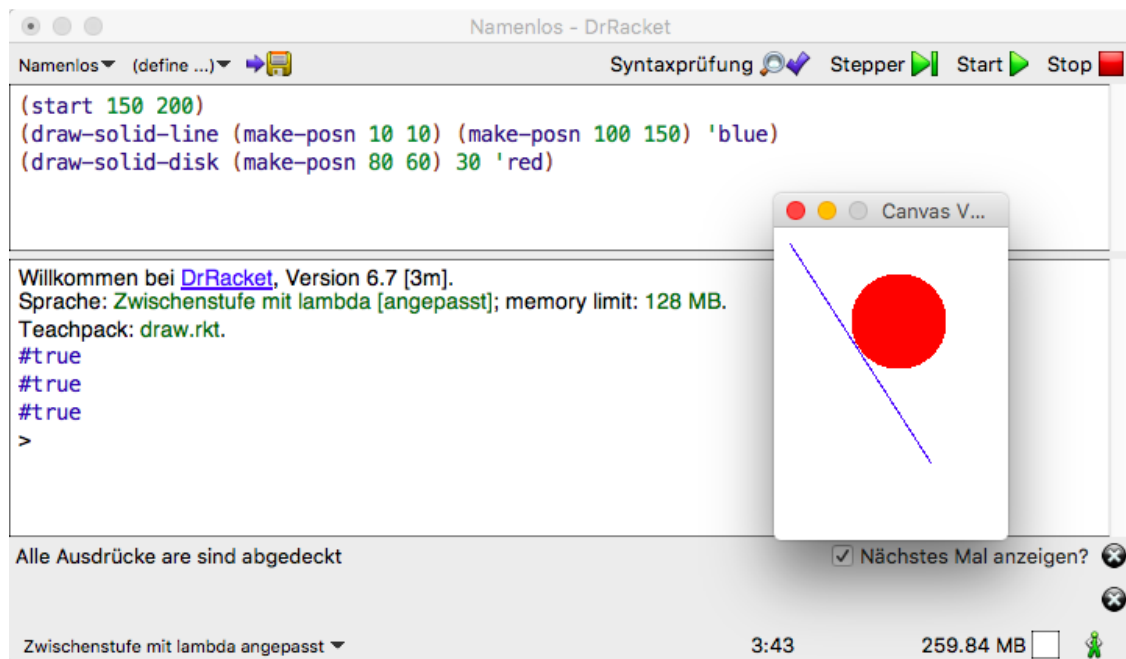 Namenlos - DrRacket
Namenlos (define ...) Syntaxprüfung Stepper Start Stop
(start 150 200)
(draw-solid-line (make-posn 10 10) (make-posn 100 150) 'blue)
(draw-solid-disk (make-posn 80 60) 30 'red)
Canvas V...
Willkommen bei DrRacket, Version 6.7 [3m].
Sprache: Zwischenstufe mit lambda [angepasst]; memory limit: 128 MB.
Teachpack: draw.rkt.
#true
#true
#true
>
Alle Ausdrücke are sind abgedeckt Nächstes Mal anzeigen?
Zwischenstufe mit lambda angepasst 3:43 259.84 MB